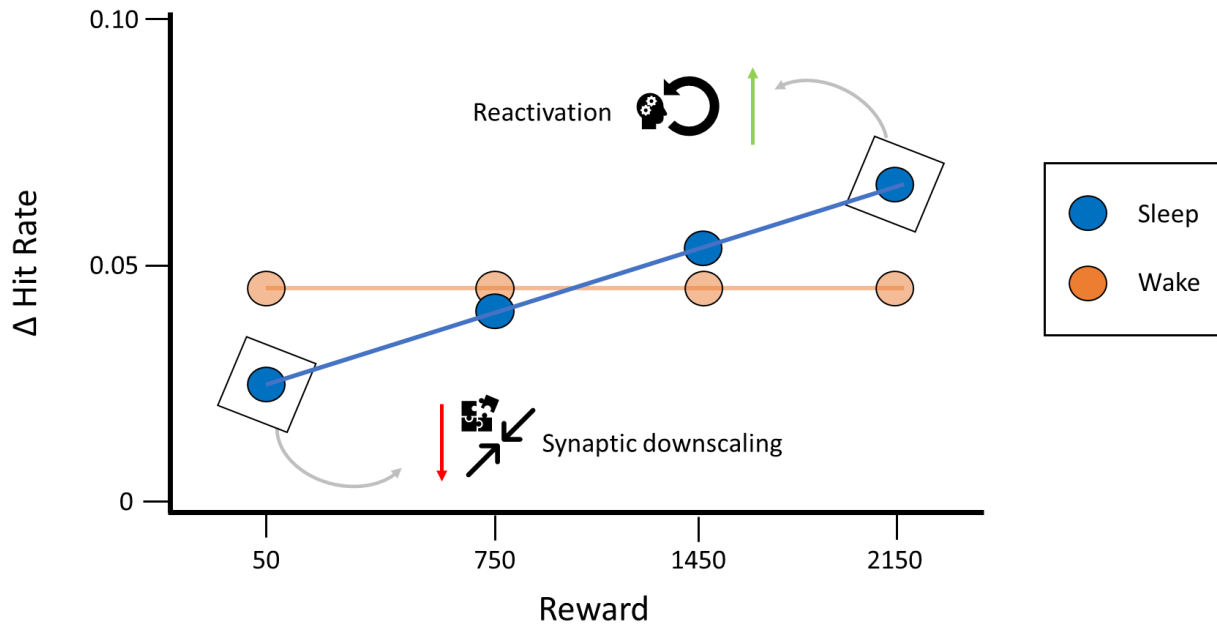 0.10
Reactivation
Δ Hit Rate
Sleep
0.05
Wake
Synaptic downscaling
0
50
750
1450
2150
Reward